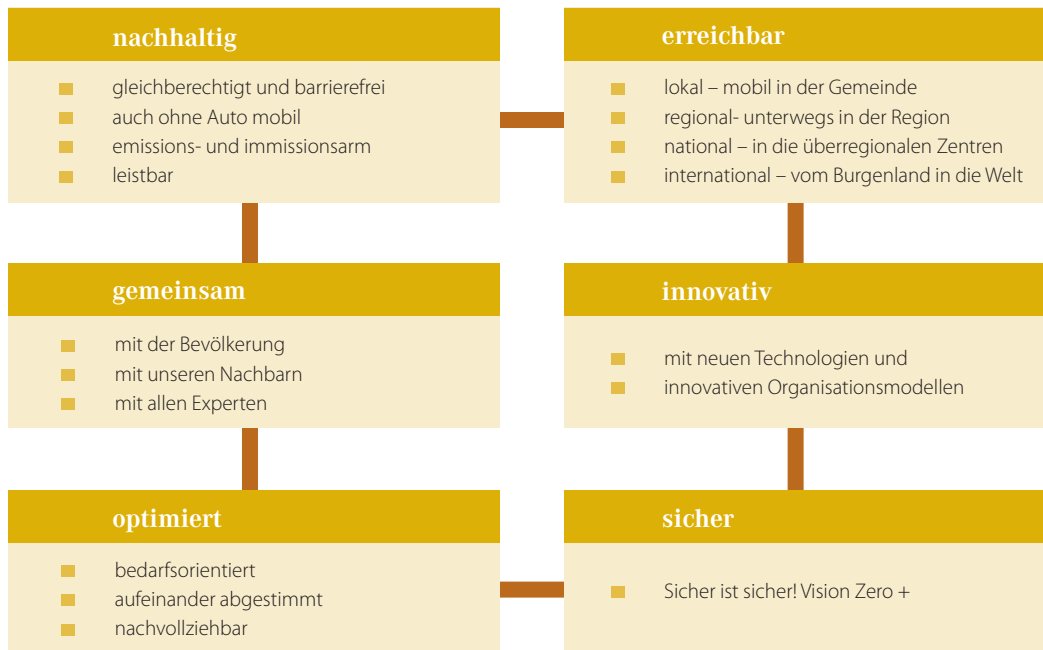 nachhaltig
gleichberechtigt und barrierefrei
auch ohne Auto mobil
emissions- und immissionsarm
leistbar
erreichbar
lokal – mobil in der Gemeinde
regional- unterwegs in der Region
national – in die überregionalen Zentren
international – vom Burgenland in die Welt
gemeinsam
mit der Bevölkerung
mit unseren Nachbarn
mit allen Experten
innovativ
mit neuen Technologien und
innovativen Organisationsmodellen
optimiert
bedarfsorientiert
aufeinander abgestimmt
nachvollziehbar
sicher
Sicher ist sicher! Vision Zero +